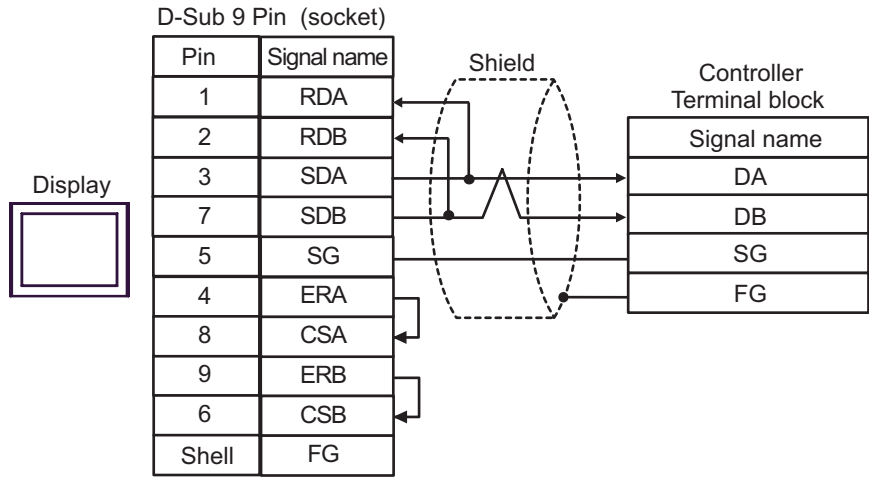 D-Sub 9 Pin (socket)
Pin Signal name
1 RDA
2 RDB
3 SDA
7 SDB
5 SG
4 ERA
8 CSA
9 ERB
6 CSB
Shell FG
Display
Shield
Controller
Terminal block
Signal name
DA
DB
SG
FG